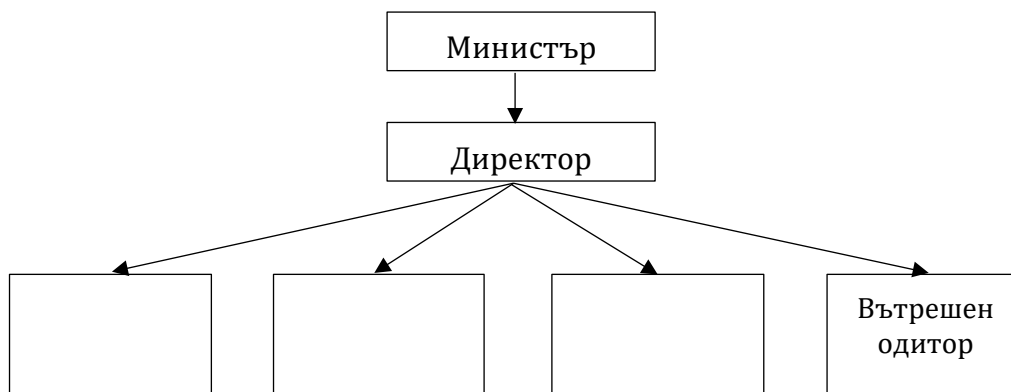 Министър
Директор
Вътрешен
одитор